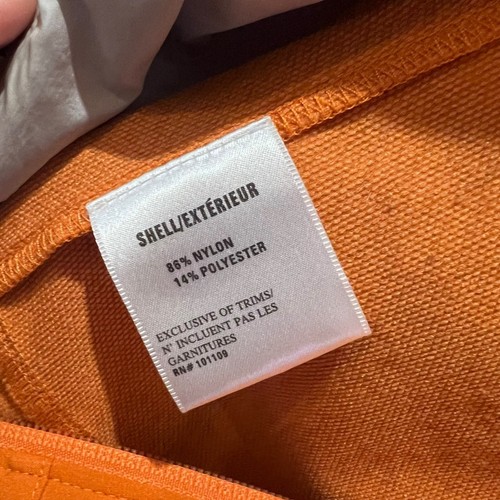 SHELL/EXTÉRIEUR
86% NYLON
14% POLYESTER
EXCLUSIVE OF TRIMS/
N' INCLUENT PAS LES
GARNITURES
RN# 101109